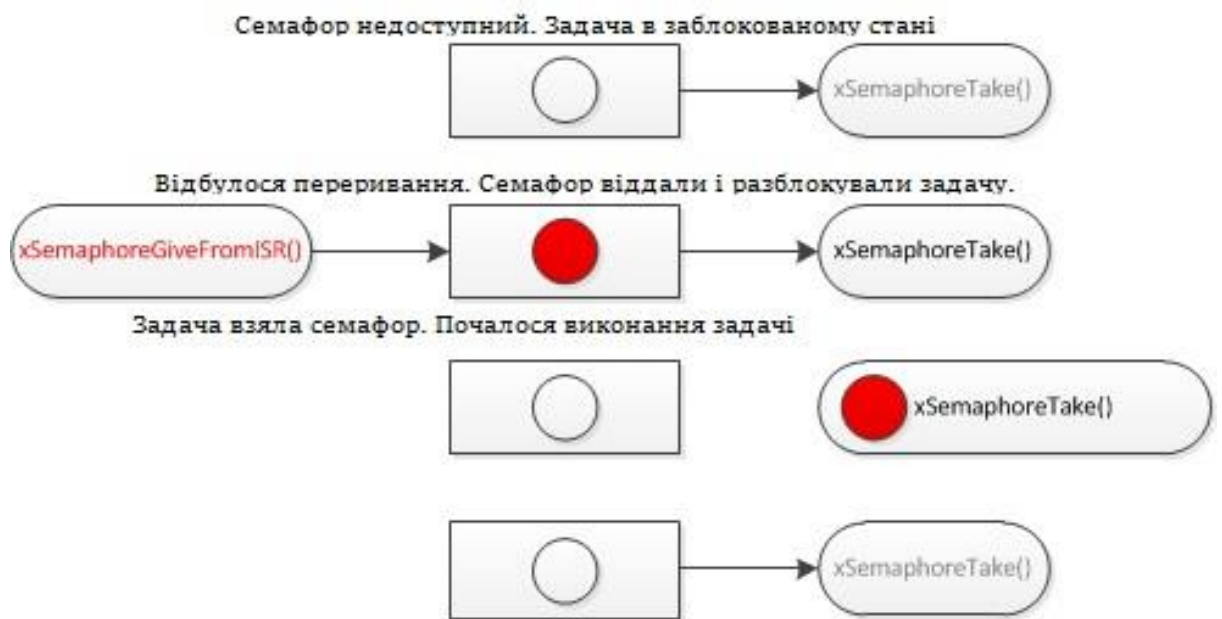 Семафор недоступний. Задача в заблокованому стані
xSemaphoreTake()
Відбулося переривання. Семафор віддали і разблокували задачу.
xSemaphoreGiveFromISR()
xSemaphoreTake()
Задача взяла семафор. Почалося виконання задачі
xSemaphoreTake()
xSemaphoreTake()